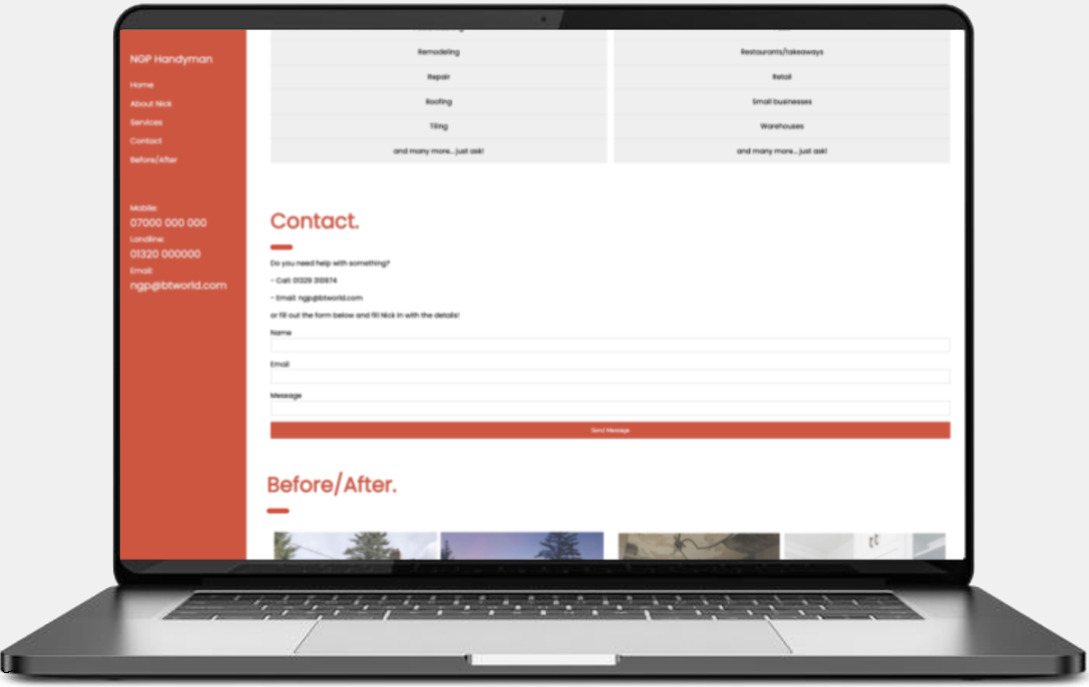 NGP Handyman
Home
About Nick
Services
Contact
Before/After
Mobile:
07000 000 000
Landline:
01320 000000
Email:
ngp@btworld.com
Remodeling
Repair
Roofing
Tiling
and many more... just ask!
Restaurants/takeaways
Retail
Small businesses
Warehouses
and many more... just ask!
Contact.
Do you need help with something?
- Call: 01329 310974
- Email: ngp@btworld.com
or fill out the form below and fill Nick in with the details!
Name
Email
Message
Send Message
Before/After.